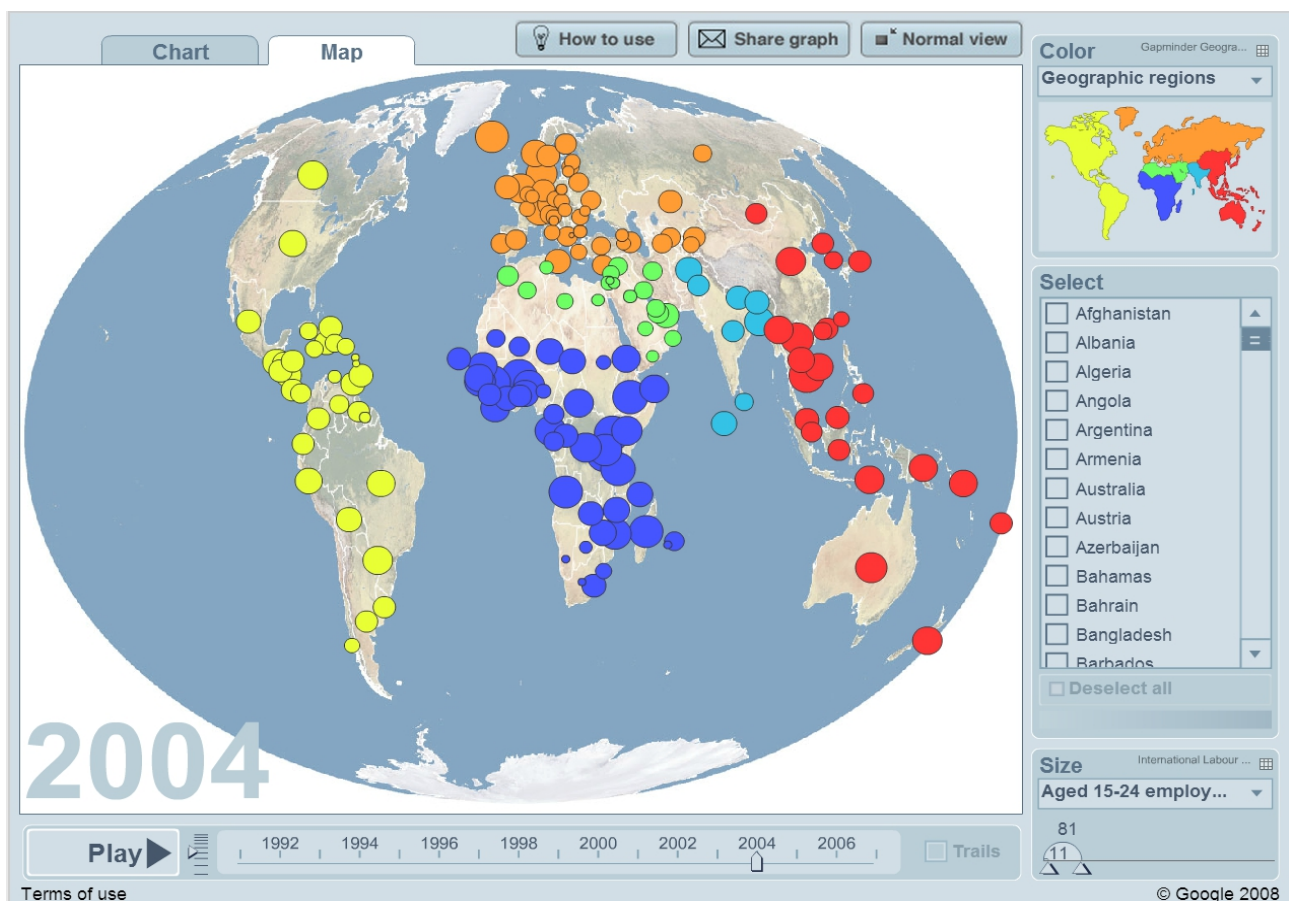 Chart
Map
How to use
Share graph
Normal view
Color
Gapminder Geogra...
Geographic regions
Select
Afghanistan
Albania
Algeria
Angola
Argentina
Armenia
Australia
Austria
Azerbaijan
Bahamas
Bahrain
Bangladesh
Barbados
Deselect all
2004
Size
International Labour ...
Aged 15-24 employ...
81
11
Play
1992 1994 1996 1998 2000 2002 2004 2006
Trails
Terms of use
© Google 2008